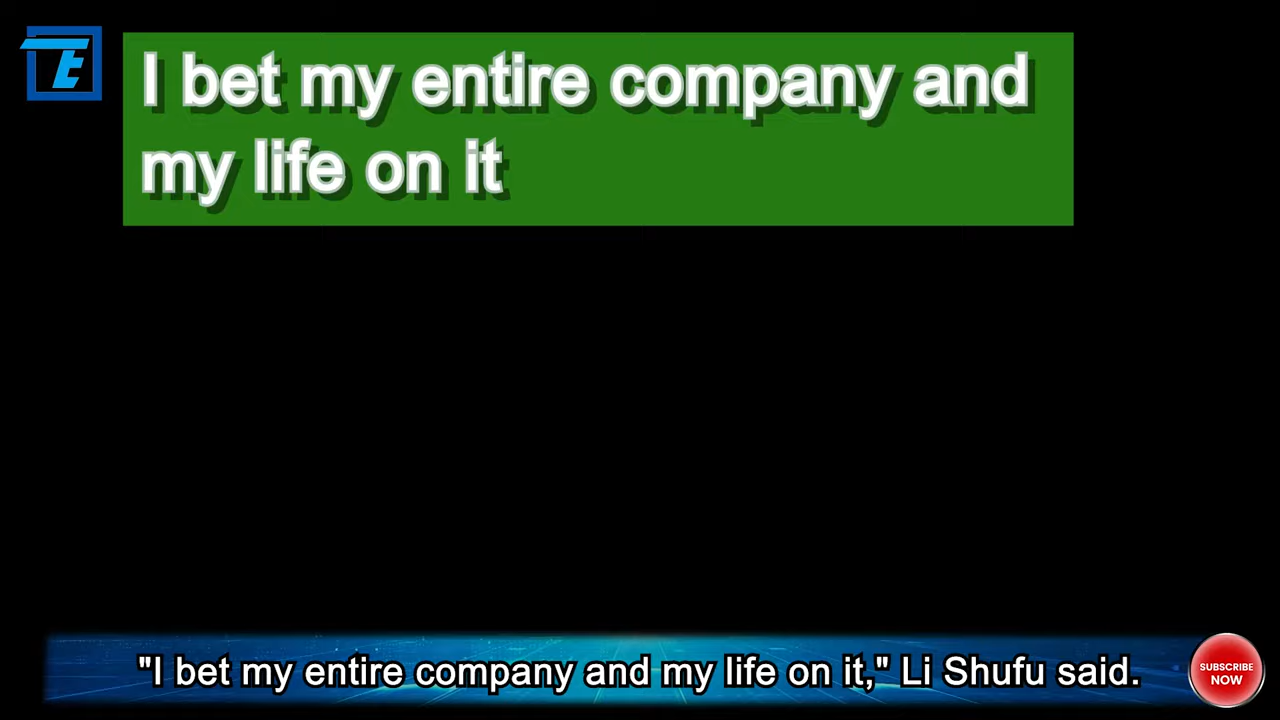 TE
I bet my entire company and
my life on it
"I bet my entire company and my life on it," Li Shufu said.
SUBSCRIBE
NOW